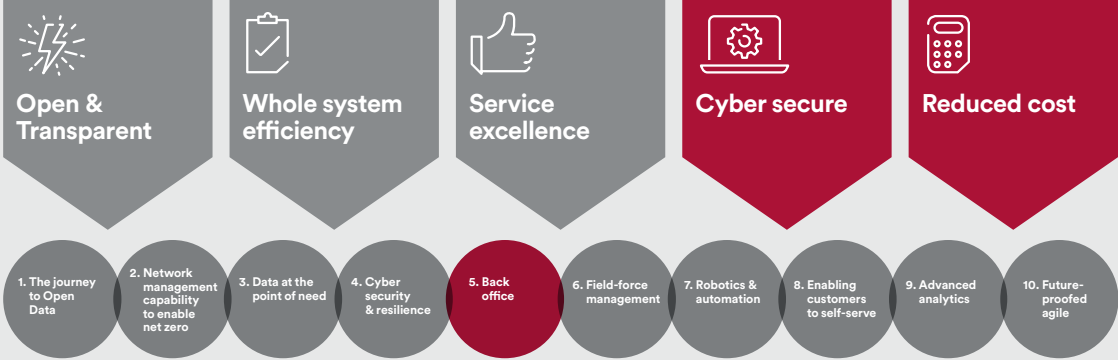 Open &
Transparent
Whole system
efficiency
Service
excellence
Cyber secure
Reduced cost
1. The journey
to Open
Data
2. Network
management
capability
to enable
net zero
3. Data at the
point of need
4. Cyber
security
& resilience
5. Back
office
6. Field-force
management
7. Robotics &
automation
8. Enabling
customers
to self-serve
9. Advanced
analytics
10. Future-
proofed
agile